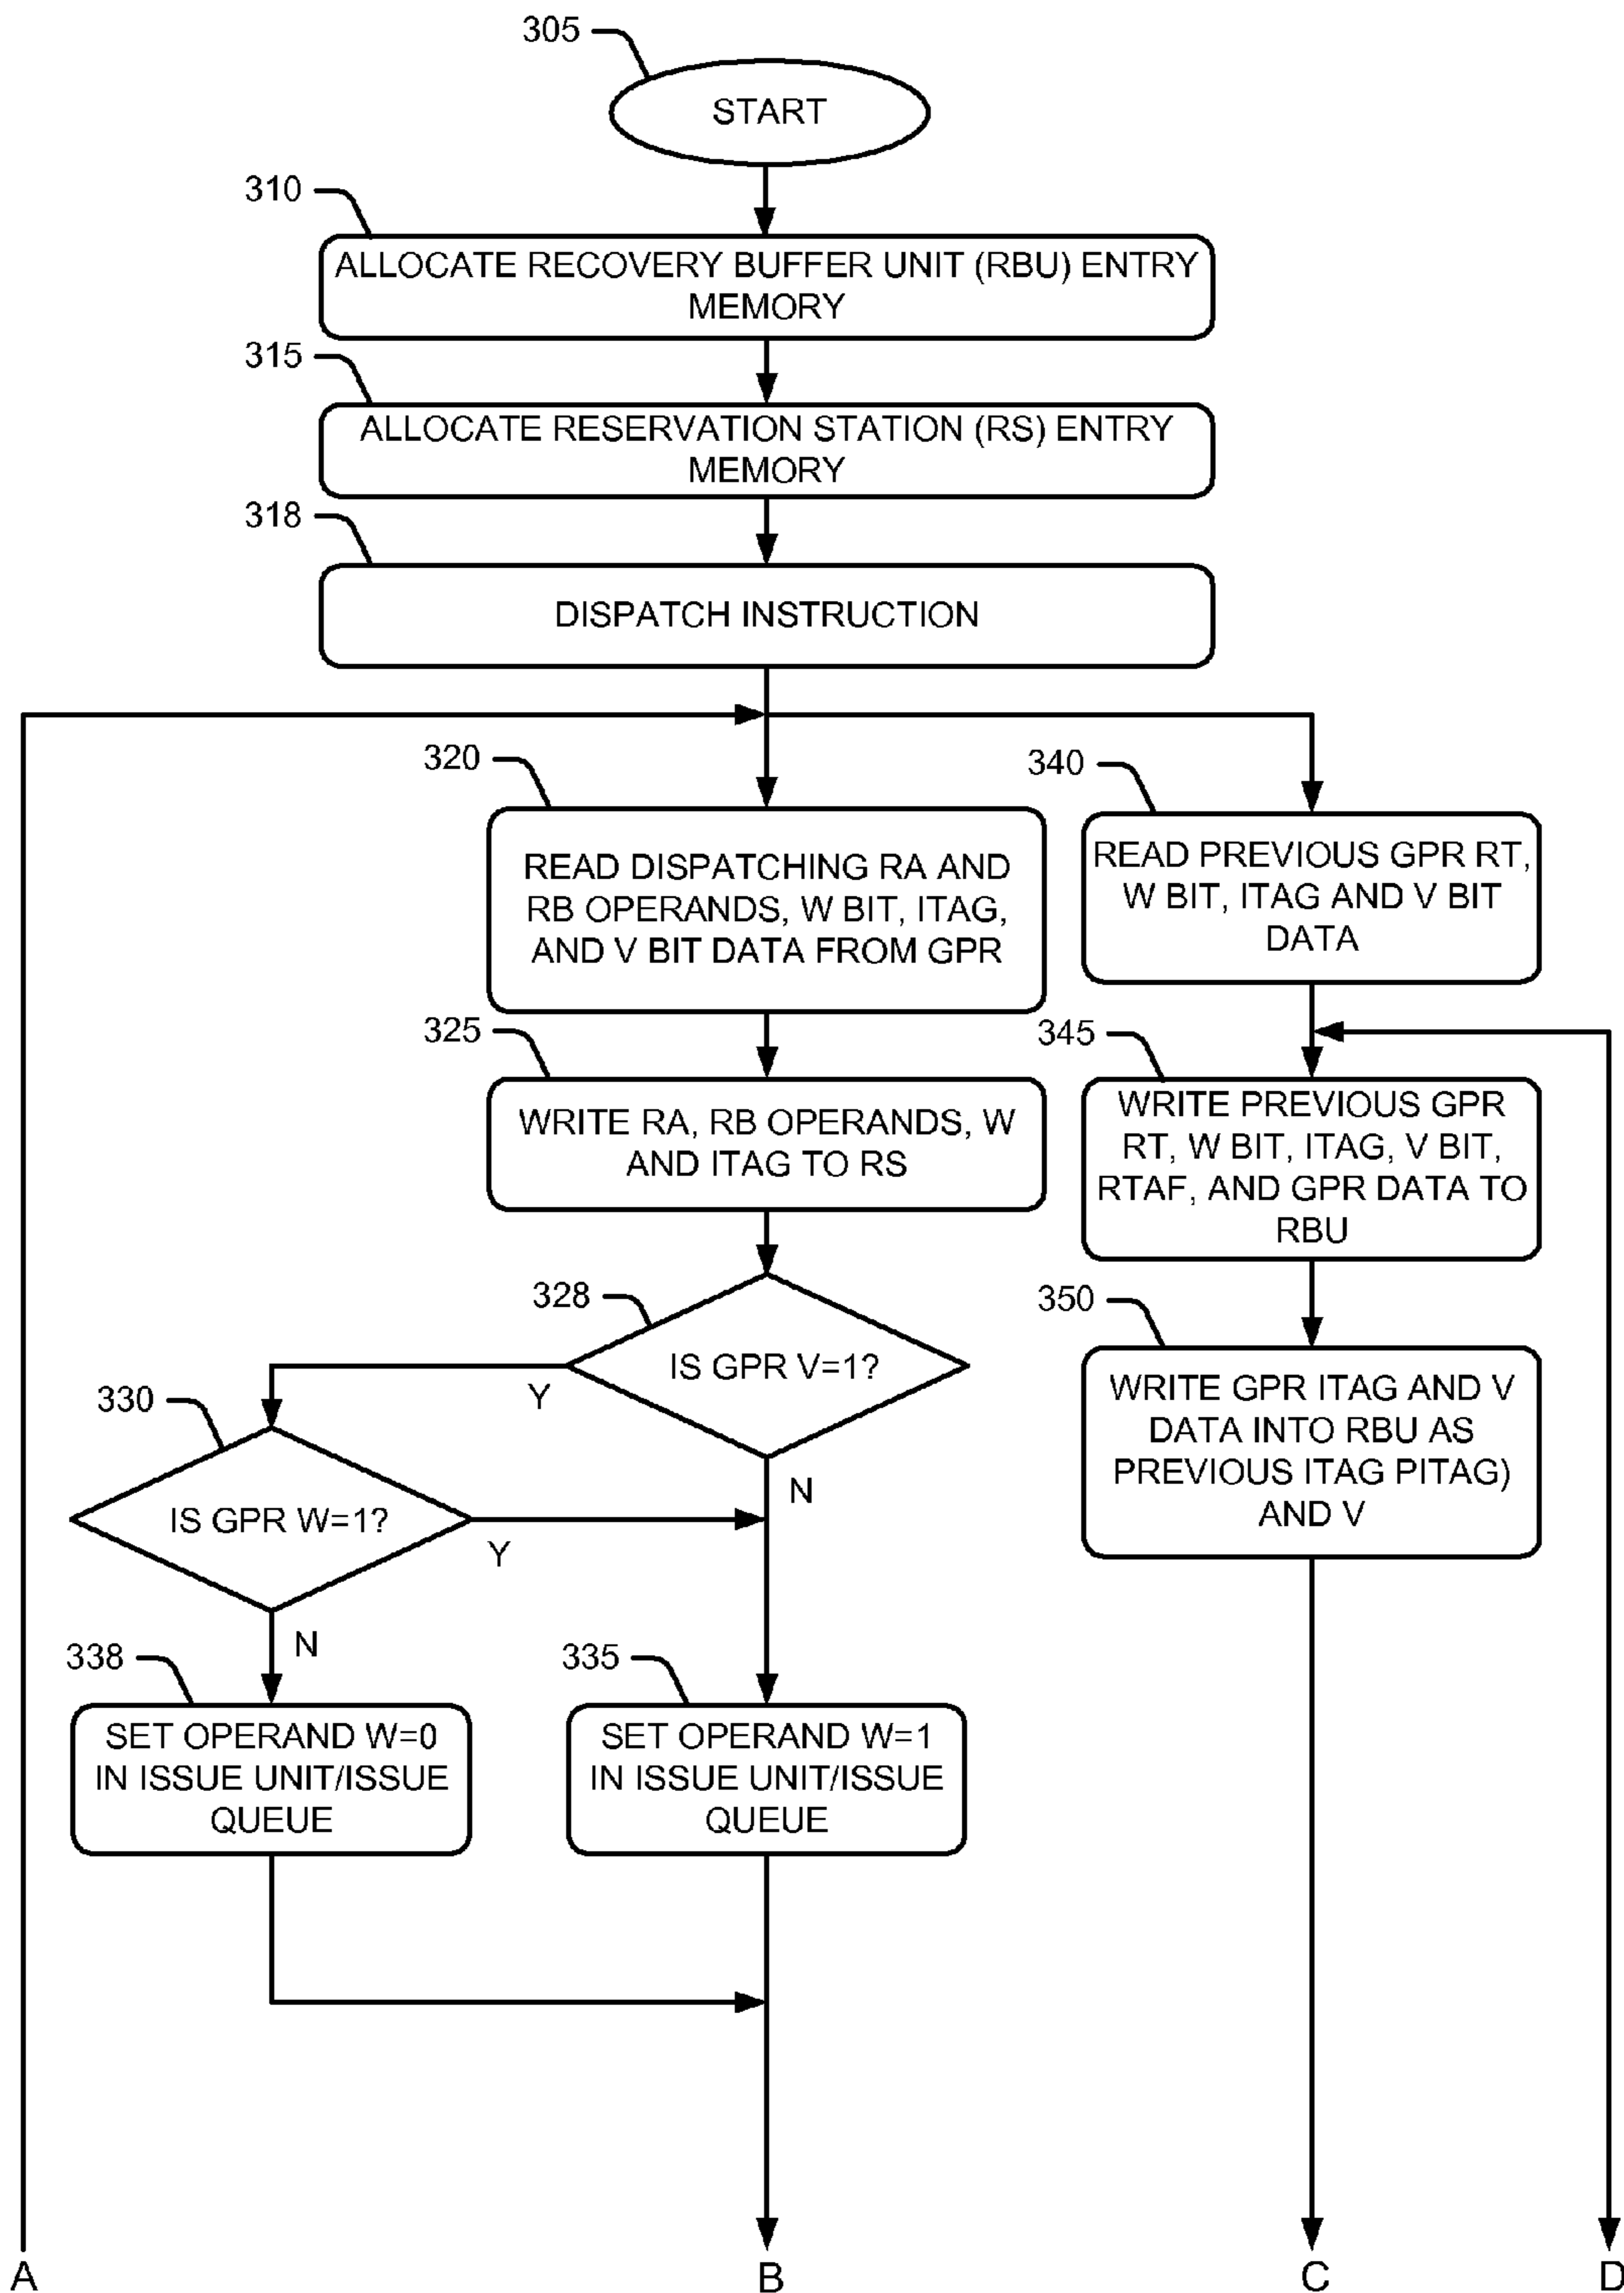 305
START
310
ALLOCATE RECOVERY BUFFER UNIT (RBU) ENTRY
MEMORY
315
ALLOCATE RESERVATION STATION (RS) ENTRY
MEMORY
318
DISPATCH INSTRUCTION
320
READ DISPATCHING RA AND
RB OPERANDS, W BIT, ITAG,
AND V BIT DATA FROM GPR
340
READ PREVIOUS GPR RT,
W BIT, ITAG AND V BIT
DATA
325
WRITE RA, RB OPERANDS, W
AND ITAG TO RS
345
WRITE PREVIOUS GPR
RT, W BIT, ITAG, V BIT,
RTAF, AND GPR DATA TO
RBU
328
IS GPR V=1?
Y
N
350
WRITE GPR ITAG AND V
DATA INTO RBU AS
PREVIOUS ITAG PITAG)
AND V
330
IS GPR W=1?
Y
N
338
SET OPERAND W=0
IN ISSUE UNIT/ISSUE
QUEUE
335
SET OPERAND W=1
IN ISSUE UNIT/ISSUE
QUEUE
A
B
C
D